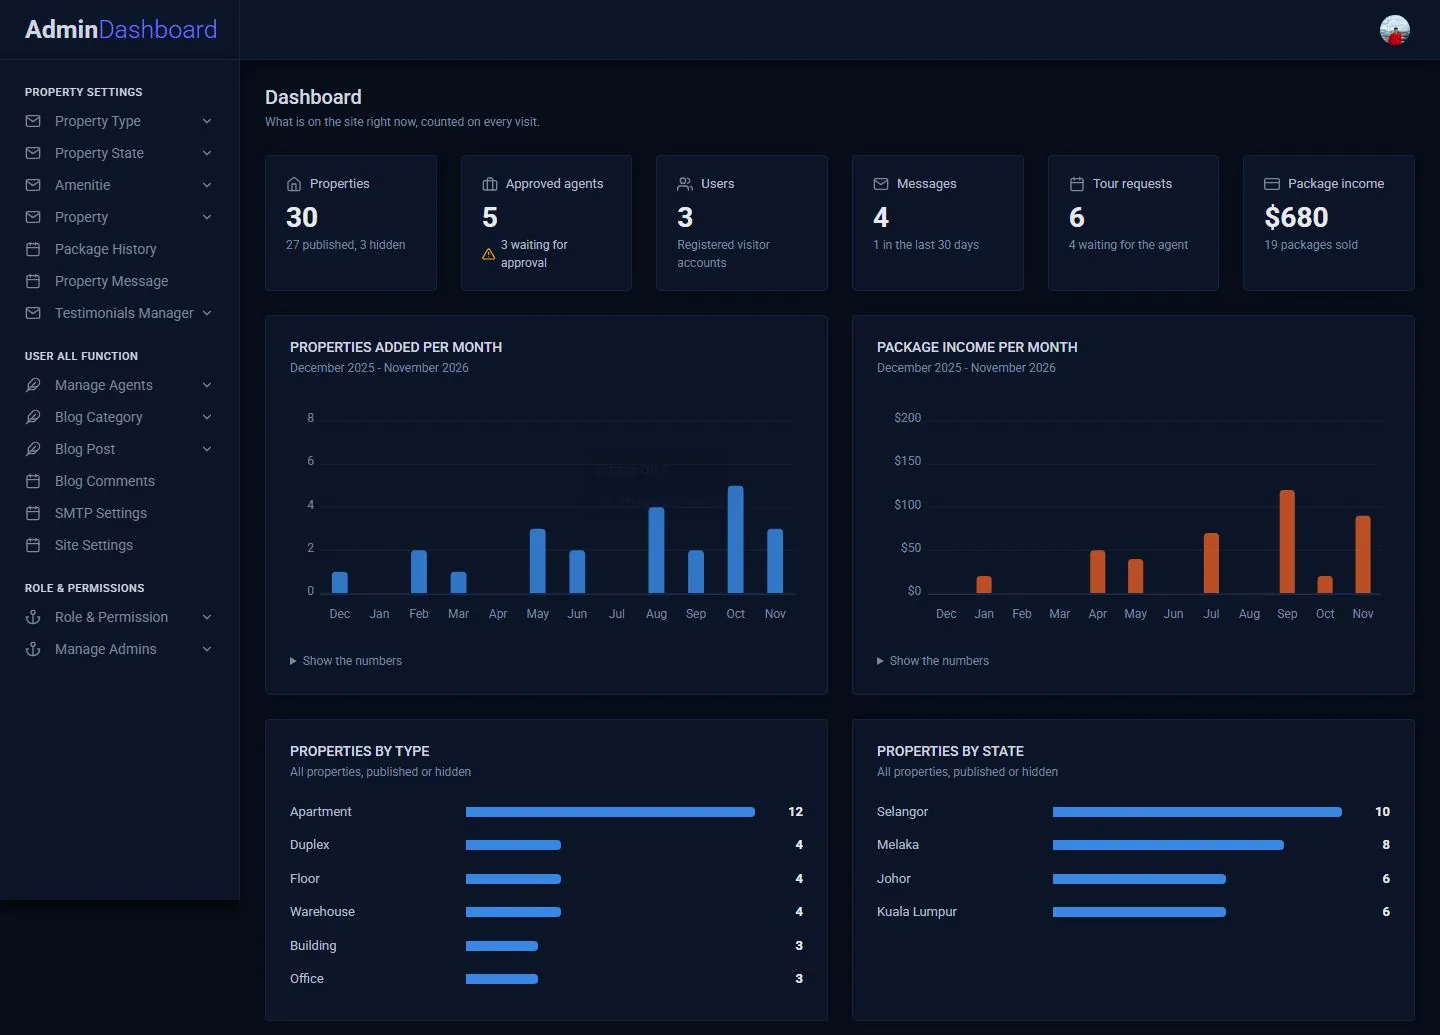 AdminDashboard
PROPERTY SETTINGS
Property Type
Property State
Amenitie
Property
Package History
Property Message
Testimonials Manager
USER ALL FUNCTION
Manage Agents
Blog Category
Blog Post
Blog Comments
SMTP Settings
Site Settings
ROLE & PERMISSIONS
Role & Permission
Manage Admins
Dashboard
What is on the site right now, counted on every visit.
Properties
30
27 published, 3 hidden
Approved agents
5
3 waiting for
approval
Users
3
Registered visitor
accounts
Messages
4
1 in the last 30 days
Tour requests
6
4 waiting for the agent
Package income
$680
19 packages sold
PROPERTIES ADDED PER MONTH
December 2025 - November 2026
8
6
4
2
0
Dec Jan Feb Mar Apr May Jun Jul Aug Sep Oct Nov
Show the numbers
PACKAGE INCOME PER MONTH
December 2025 - November 2026
$200
$150
$100
$50
$0
Dec Jan Feb Mar Apr May Jun Jul Aug Sep Oct Nov
Show the numbers
PROPERTIES BY TYPE
All properties, published or hidden
Apartment 12
Duplex 4
Floor 4
Warehouse 4
Building 3
Office 3
PROPERTIES BY STATE
All properties, published or hidden
Selangor 10
Melaka 8
Johor 6
Kuala Lumpur 6